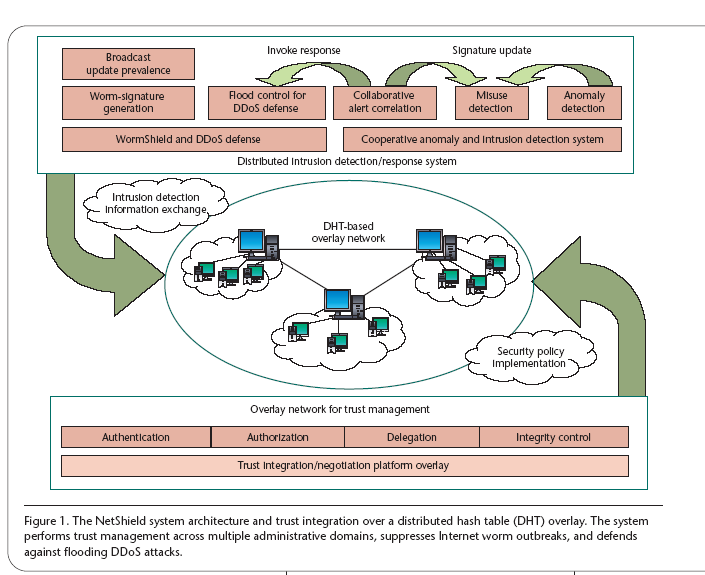 Broadcast
update prevalence
Invoke response
Signature update
Worm-signature
generation
Flood control for
DDoS defense
Collaborative
alert correlation
Misuse
detection
Anomaly
detection
WormShield and DDoS defense
Cooperative anomaly and intrusion detection system
Distributed intrusion detection/response system
Intrusion detection
information exchange
DHT-based
overlay network
Security policy
implementation
Overlay network for trust management
Authentication
Authorization
Delegation
Integrity control
Trust integration/negotiation platform overlay
Figure 1. The NetShield system architecture and trust integration over a distributed hash table (DHT) overlay. The system
performs trust management across multiple administrative domains, suppresses Internet worm outbreaks, and defends
against flooding DDoS attacks.